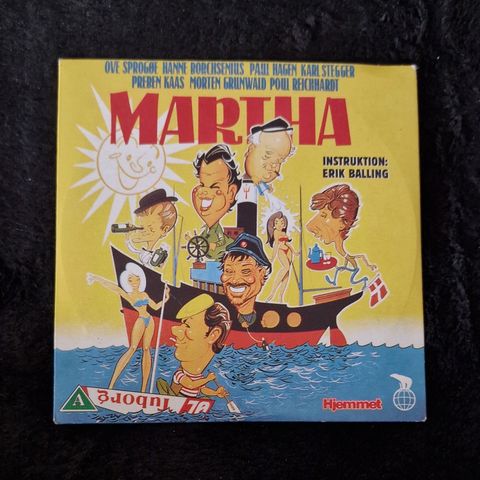 OVE SPROGØE HANNE BORCHSENIUS PAUL HAGEN KARL STEGGER
PREBEN KAAS MORTEN GRUNWALD POUL REICHHARDT
MARTHA
INSTRUKTION:
ERIK BALLING
A
Tuborg
Hjemmet